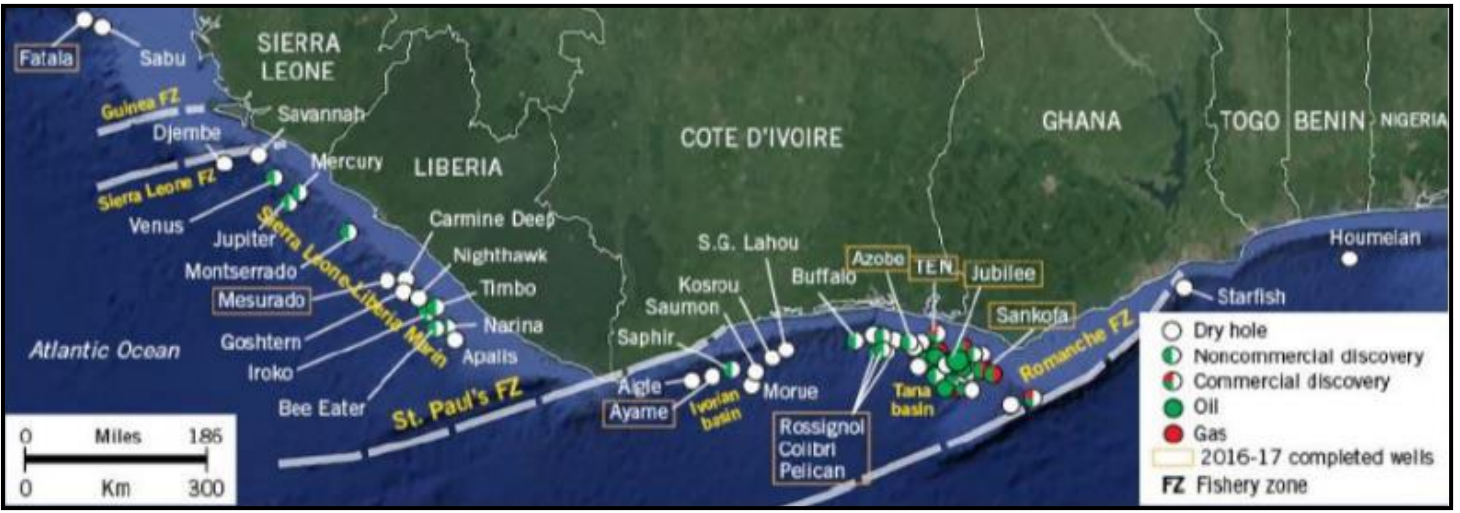 Fatala
Sabu
SIERRA
LEONE
Guinea FZ
Savannah
Djembe
Mercury
Sierra Leone FZ
LIBERIA
COTE D'IVOIRE
GHANA
TOGO
BENIN
NIGERIA
Venus
Jupiter
Sierra Leone-Liberia Marin
Carmine Deep
Montserrado
Nighthawk
Mesurado
Timbo
Goshtern
Narina
Atlantic Ocean
Apalis
Iroko
Bee Eater
St. Paul's FZ
S.G. Lahou
Kosrou
Saumon
Saphir
Buffalo
Azobe
TEN
Jubilee
Sankofa
Aigle
Ayame
Ivorian
basin
Morue
Rossignol
Colibri
Pelican
Tana
basin
Romanche FZ
Houmelan
Starfish
0 Miles 186
0 Km 300
Dry hole
Noncommercial discovery
Commercial discovery
Oil
Gas
2016-17 completed wells
FZ Fishery zone